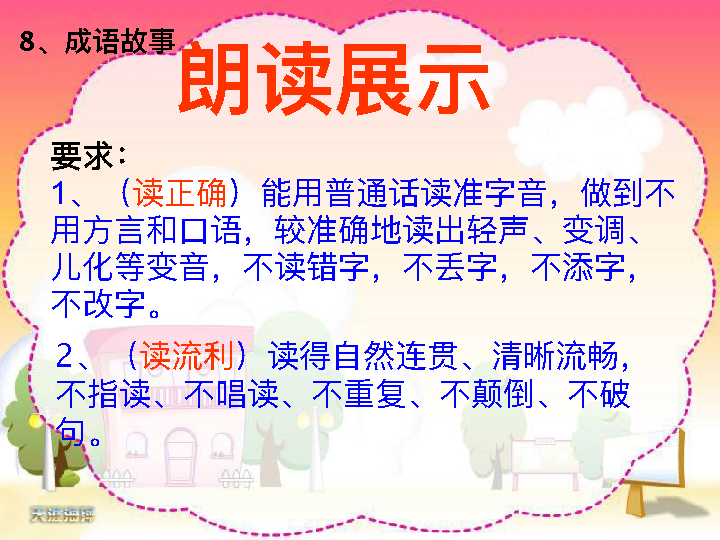 8、成语故事
朗读展示
要求：
1、（读正确）能用普通话读准字音，做到不
用方言和口语，较准确地读出轻声、变调、
儿化等变音，不读错字，不丢字，不添字，
不改字。
2、（读流利）读得自然连贯、清晰流畅，
不指读、不唱读、不重复、不颠倒、不破
句。